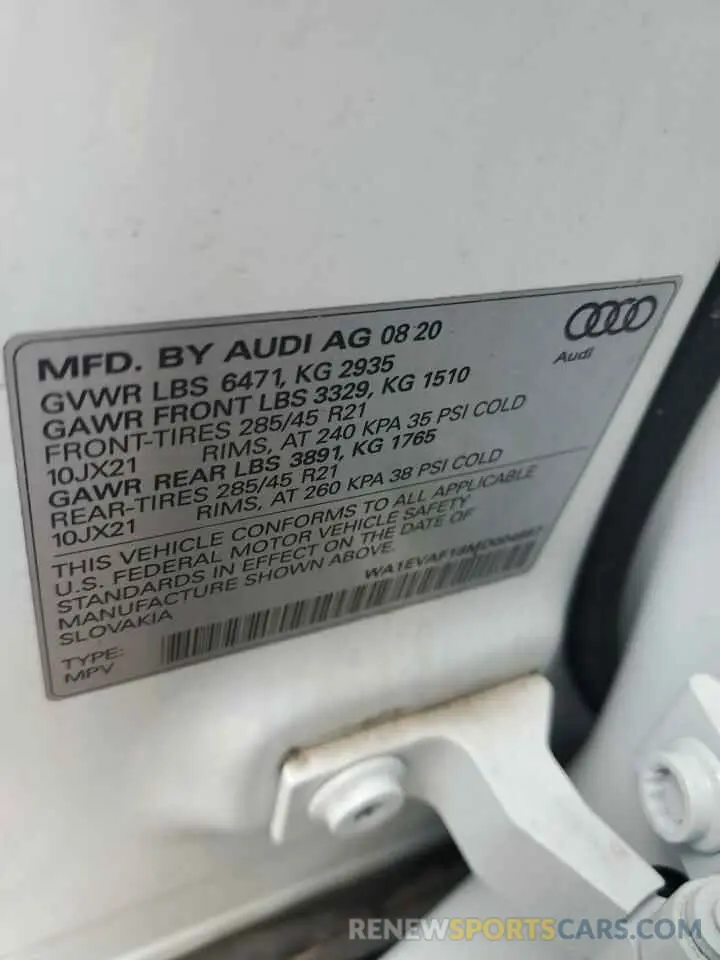 MFD. BY AUDI AG 08 20
Audi
GVWR LBS 6471, KG 2935
GAWR FRONT LBS 3329, KG 1510
FRONT-TIRES 285/45 R21
10JX21 RIMS, AT 240 KPA 35 PSI COLD
GAWR REAR LBS 3891, KG 1765
REAR-TIRES 285/45 R21
10JX21 RIMS, AT 260 KPA 38 PSI COLD
THIS VEHICLE CONFORMS TO ALL APPLICABLE
U.S. FEDERAL MOTOR VEHICLE SAFETY
STANDARDS IN EFFECT ON THE DATE OF
MANUFACTURE SHOWN ABOVE.
SLOVAKIA
TYPE:
MPV
RENEWSPORTSCARS.COM